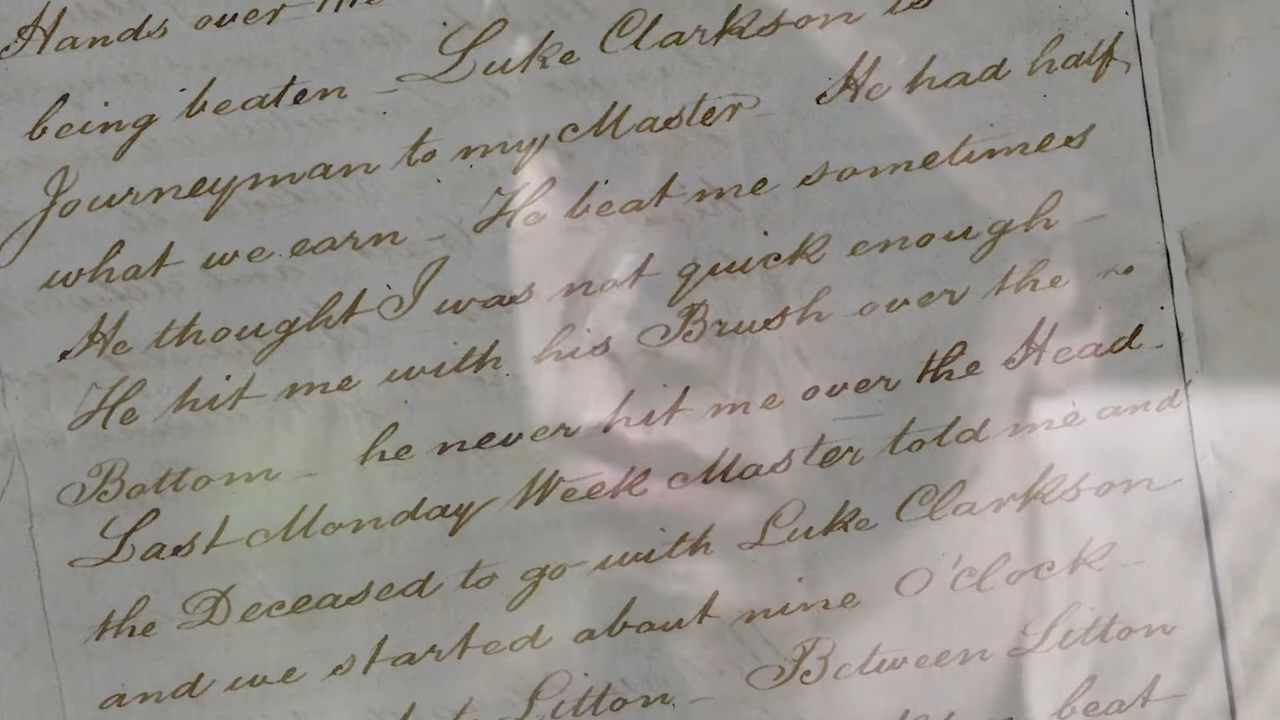 Hands over the
being beaten - Luke Clarkson is
Journeyman to my Master He had half
what we earn - He beat me sometimes
He thought I was not quick enough -
He hit me with his Brush over the
Bottom - he never hit me over the Head
Last Monday Week Master told me and
the Deceased to go with Luke Clarkson
and we started about nine O'Clock -
to Litton - Between Litton
beat